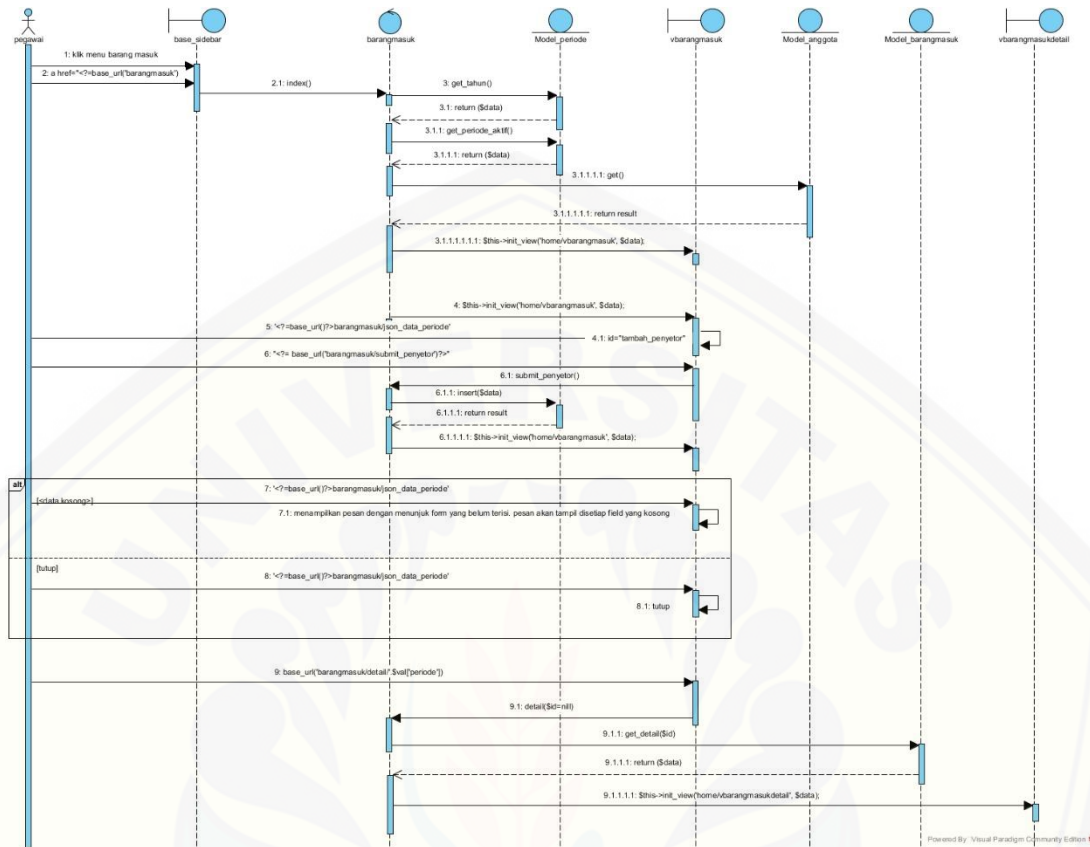 pegawai
base_sidebar
barangmasuk
Model_periode
vbarangmasuk
Model_anggota
Model_barangmasuk
vbarangmasukdetail
1: klik menu barang masuk
2: a href="<?=base_url('barangmasuk')
2.1: index()
3: get_tahun()
3.1: return ($data)
3.1.1: get_periode_aktif()
3.1.1.1: return ($data)
3.1.1.1.1: get()
3.1.1.1.1.1: return result
3.1.1.1.1.1.1: $this->init_view('home/vbarangmasuk', $data);
4: $this->init_view('home/vbarangmasuk', $data);
5: '<?=base_url()?>barangmasuk/json_data_periode'
4.1: id="tambah_penyetor"
6: "<?= base_url('barangmasuk/submit_penyetor')?>"
6.1: submit_penyetor()
6.1.1: insert($data)
6.1.1.1: return result
6.1.1.1.1: $this->init_view('home/vbarangmasuk', $data);
alt
[<data kosong>]
7: '<?=base_url()?>barangmasuk/json_data_periode'
7.1: menampilkan pesan dengan menunjuk form yang belum terisi. pesan akan tampil disetiap field yang kosong
[tutup]
8: '<?=base_url()?>barangmasuk/json_data_periode'
8.1: tutup
9: base_url('barangmasuk/detail/'.$val['periode'])
9.1: detail($id=nill)
9.1.1: get_detail($id)
9.1.1.1: return ($data)
9.1.1.1.1: $this->init_view('home/vbarangmasukdetail', $data);
UNIVERSITAS
Powered By Visual Paradigm Community Edition